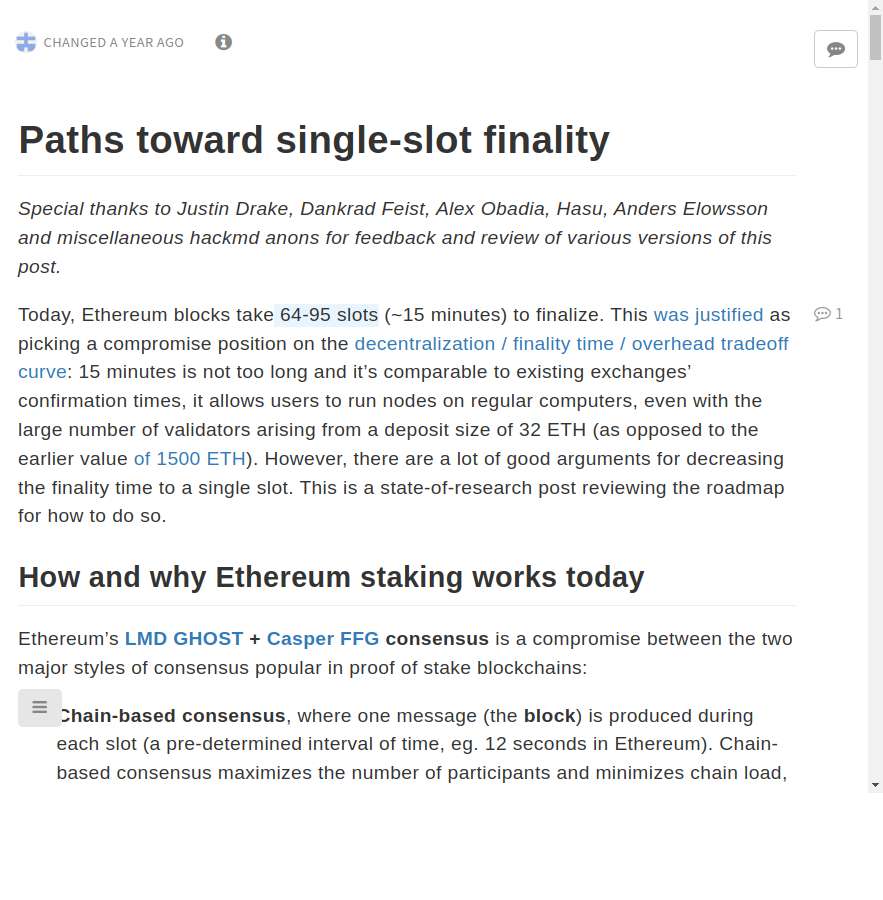 CHANGED A YEAR AGO
Paths toward single-slot finality
Special thanks to Justin Drake, Dankrad Feist, Alex Obadia, Hasu, Anders Elowsson
and miscellaneous hackmd anons for feedback and review of various versions of this
post.
Today, Ethereum blocks take 64-95 slots (~15 minutes) to finalize. This was justified as
1
picking a compromise position on the decentralization / finality time / overhead tradeoff
curve: 15 minutes is not too long and it’s comparable to existing exchanges’
confirmation times, it allows users to run nodes on regular computers, even with the
large number of validators arising from a deposit size of 32 ETH (as opposed to the
earlier value of 1500 ETH). However, there are a lot of good arguments for decreasing
the finality time to a single slot. This is a state-of-research post reviewing the roadmap
for how to do so.
How and why Ethereum staking works today
Ethereum’s LMD GHOST + Casper FFG consensus is a compromise between the two
major styles of consensus popular in proof of stake blockchains:
Chain-based consensus, where one message (the block) is produced during
each slot (a pre-determined interval of time, eg. 12 seconds in Ethereum). Chain-
based consensus maximizes the number of participants and minimizes chain load,